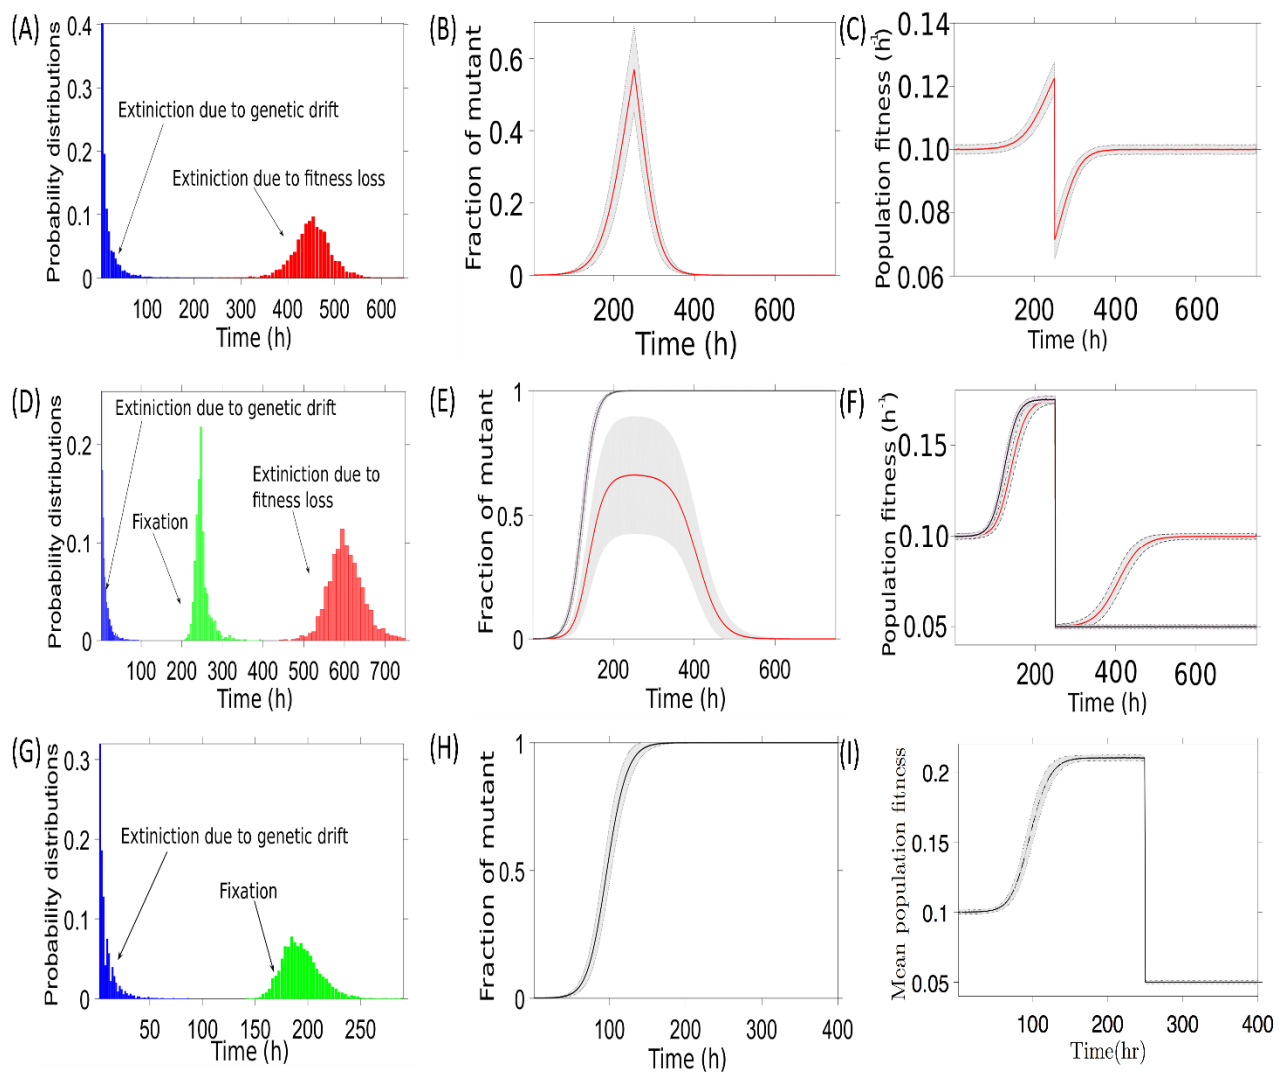 (A)
Probability distributions
0.4
0.3
0.2
0.1
0
Extiniction due to genetic drift
Extiniction due to fitness loss
100 200 300 400 500 600
Time (h)
(B)
Fraction of mutant
0.6
0.4
0.2
0
200 400 600
Time (h)
(C)
Population fitness (h⁻¹)
0.14
0.12
0.10
0.08
0.06
200 400 600
Time (h)
(D)
Probability distributions
0.2
0.1
0
Extiniction due to genetic drift
Fixation
Extiniction due to
fitness loss
100 200 300 400 500 600 700
Time (h)
(E)
Fraction of mutant
1
0.5
0
200 400 600
Time (h)
(F)
Population fitness (h⁻¹)
0.15
0.10
0.05
200 400 600
Time (h)
(G)
Probability distributions
0.3
0.2
0.1
0
Extiniction due to genetic drift
Fixation
50 100 150 200 250
Time (h)
(H)
Fraction of mutant
1
0.5
0
100 200 300 400
Time (h)
(I)
Mean population fitness
0.2
0.15
0.1
0.05
100 200 300 400
Time(hr)